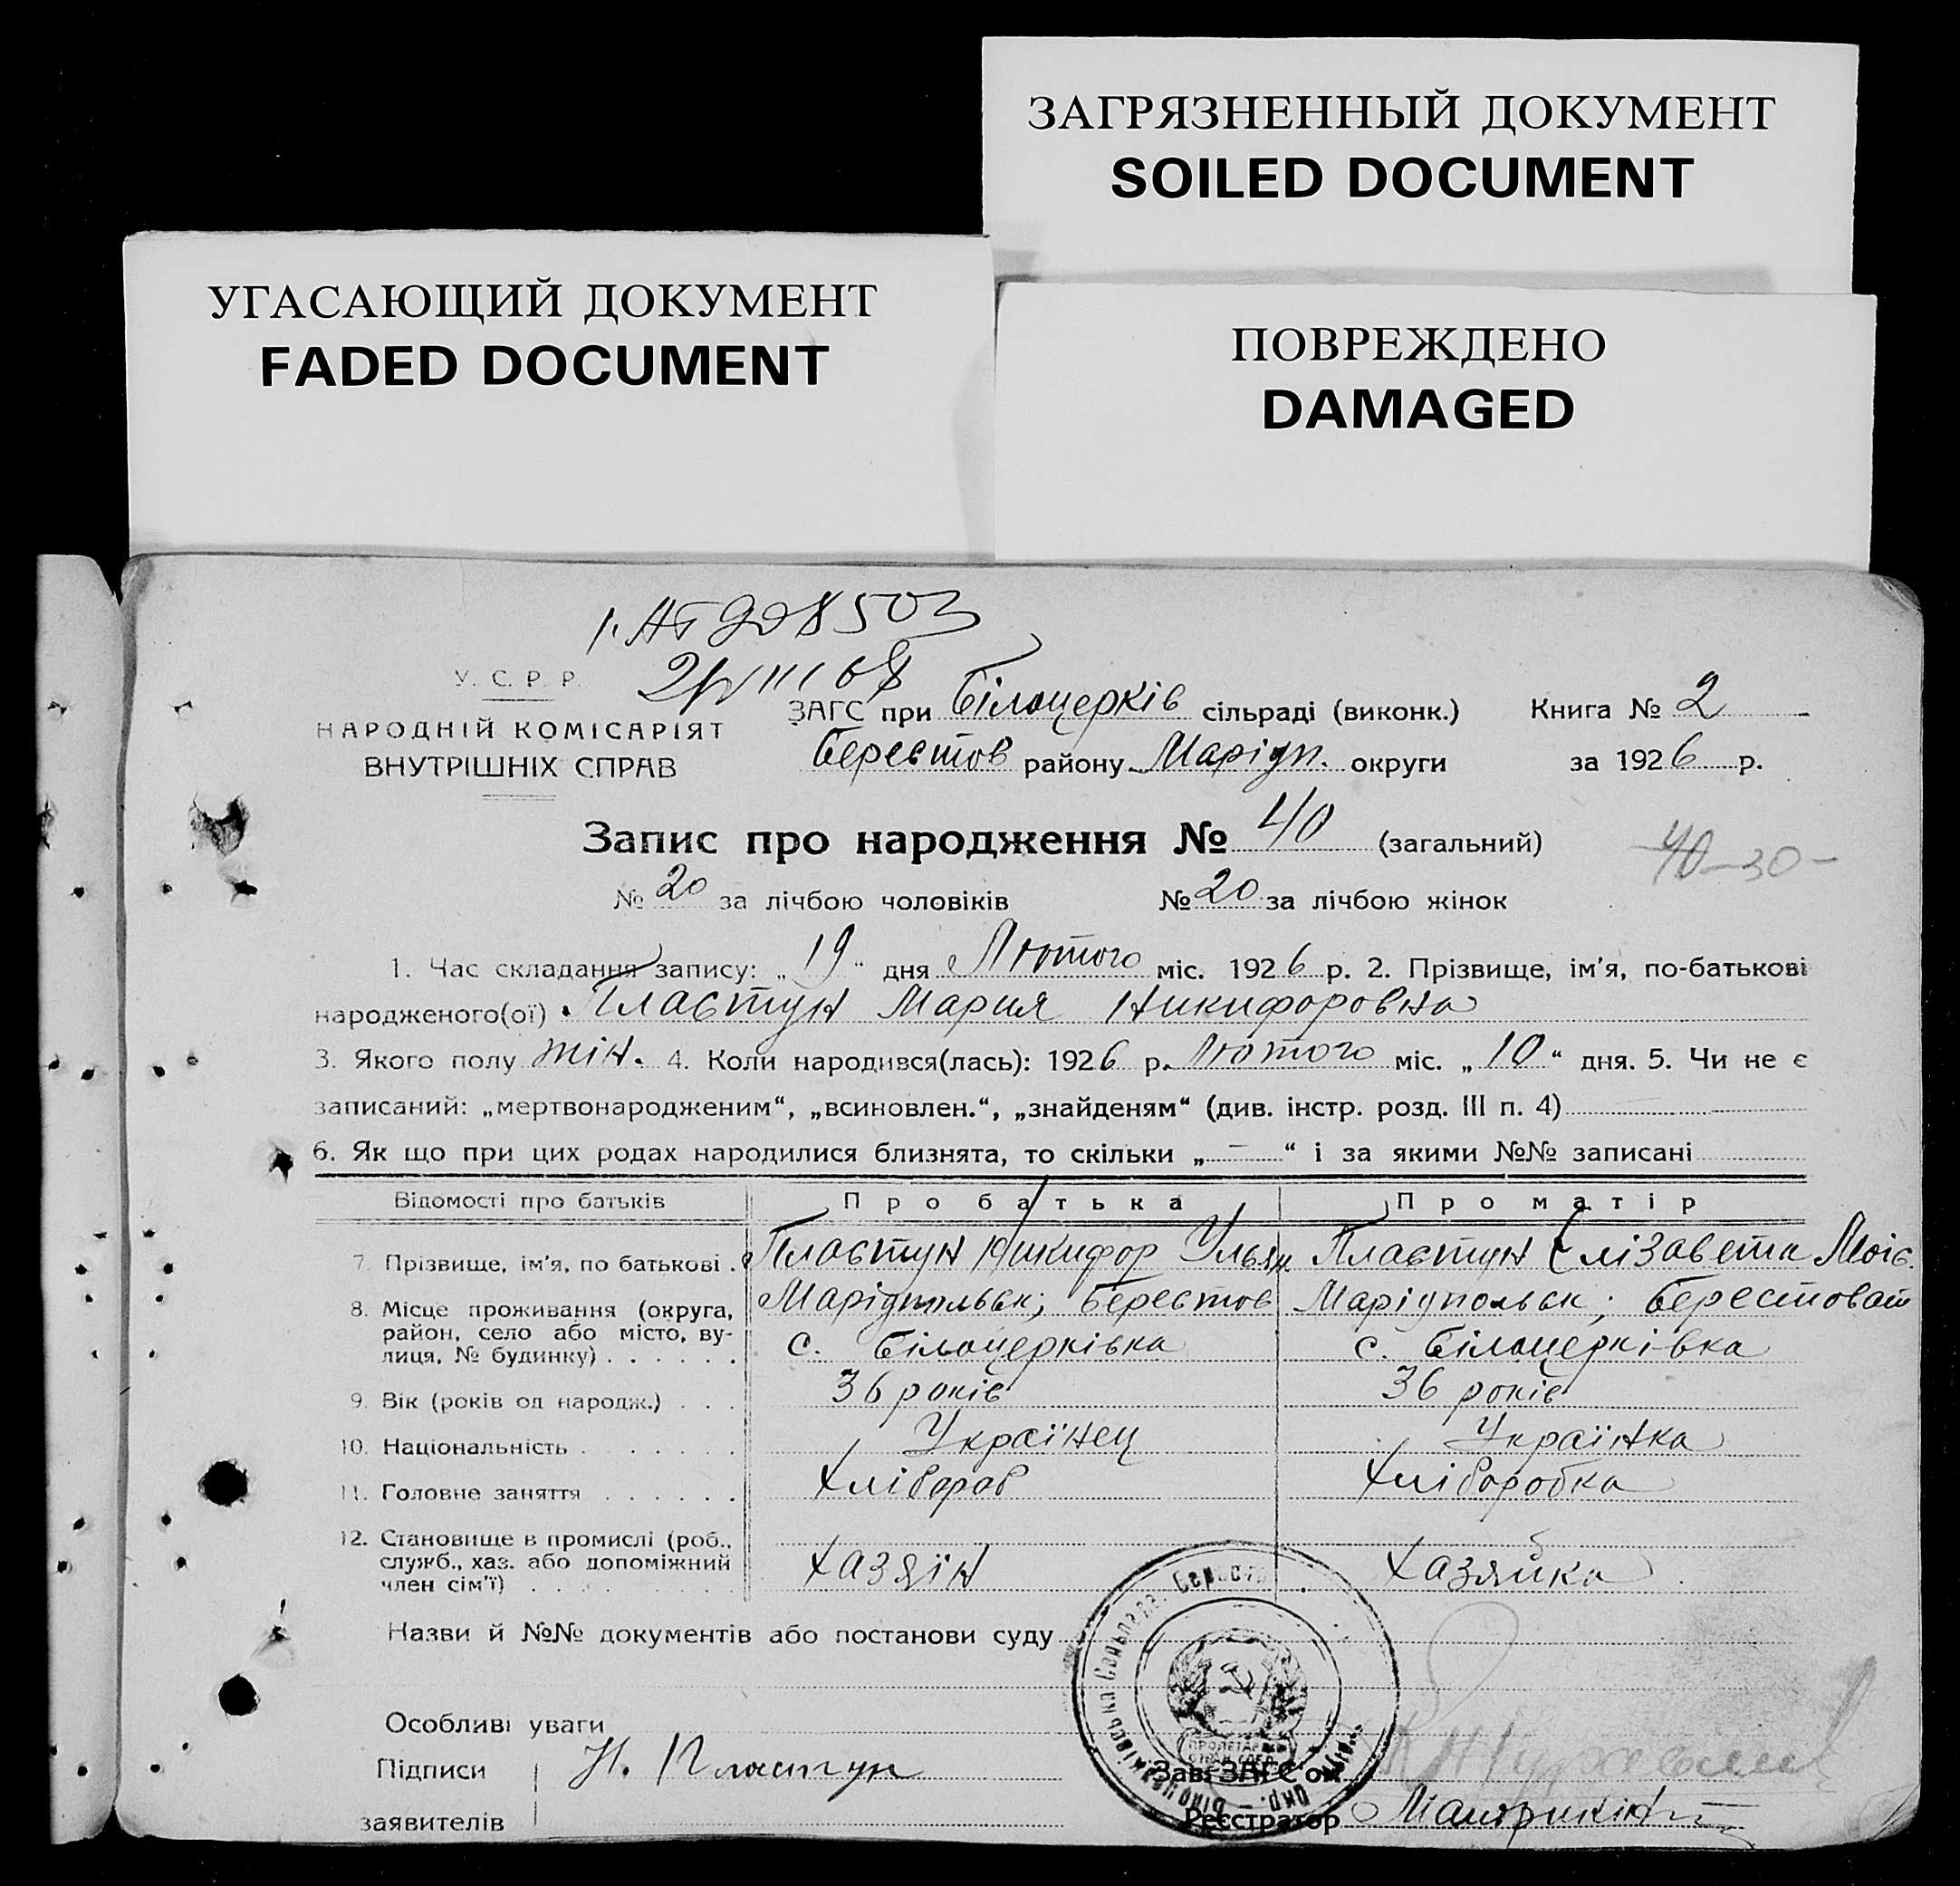 ЗАГРЯЗНЕННЫЙ ДОКУМЕНТ
SOILED DOCUMENT
УГАСАЮЩИЙ ДОКУМЕНТ
FADED DOCUMENT
ПОВРЕЖДЕНО
DAMAGED
У. С. Р. Р.
НАРОДНІЙ КОМІСАРІЯТ
ВНУТРІШНІХ СПРАВ
ЗАГС при Білоцерків сільраді (виконк.) Книга № 2
Берестов району Маріуп. округи за 1926 р.
Запис про народження № 40 (загальний)
40-30-
№ 20 за лічбою чоловіків № 20 за лічбою жінок
1. Час складання запису: „19“ дня Лютого міс. 1926 р. 2. Прізвище, ім'я, по-батькові
народженого(ої) Пластун Мария Никифоровна
3. Якого полу жін. 4. Коли народився(лась): 1926 р. Лютого міс. „10“ дня. 5. Чи не є
записаний: „мертвонародженим“, „всиновлен.“, „знайденям“ (див. інстр. розд. III п. 4)
6. Як що при цих родах народилися близнята, то скільки „—“ і за якими №№ записані
Відомості про батьків Про батька Про матір
7. Прізвище, ім'я, по батькові . Пластун Никифор Ульян Пластун Єлізавета Моіс.
8. Місце проживання (округа, район, село або місто, вулиця, № будинку) . . . . . . Маріупольськ; Берестов Маріупольськ; Берестоват
с. Білоцерківка с. Білоцерківка
9. Вік (років од народж.) . . . 36 років 36 років
10. Національність . . . . . . . Українец Українка
11. Головне заняття . . . . . . Хлібороб Хлiборобка
12. Становище в промислі (роб., служб., хаз. або допоміжний член сім'ї) . . . . . . . Хазяїн Хазяйка
Назви й №№ документів або постанови суду
Особливі уваги
Підписи Н. Пластун
заявителів
Зав. ЗАГС'ом
Реєстратор